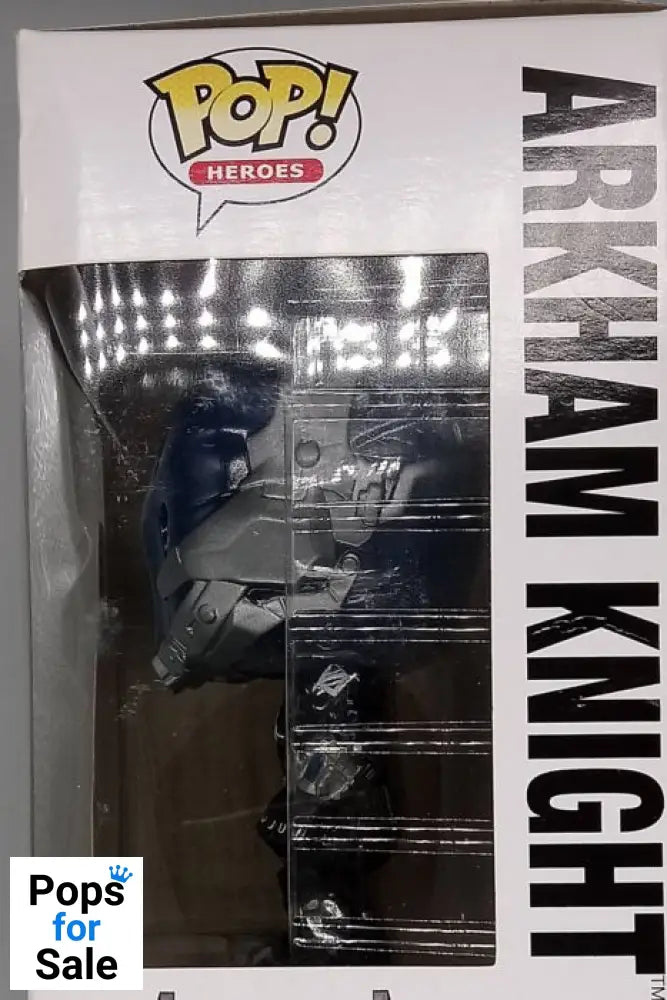 POP!
HEROES
ARKHAM KNIGHT
TM
Pops
for
Sale